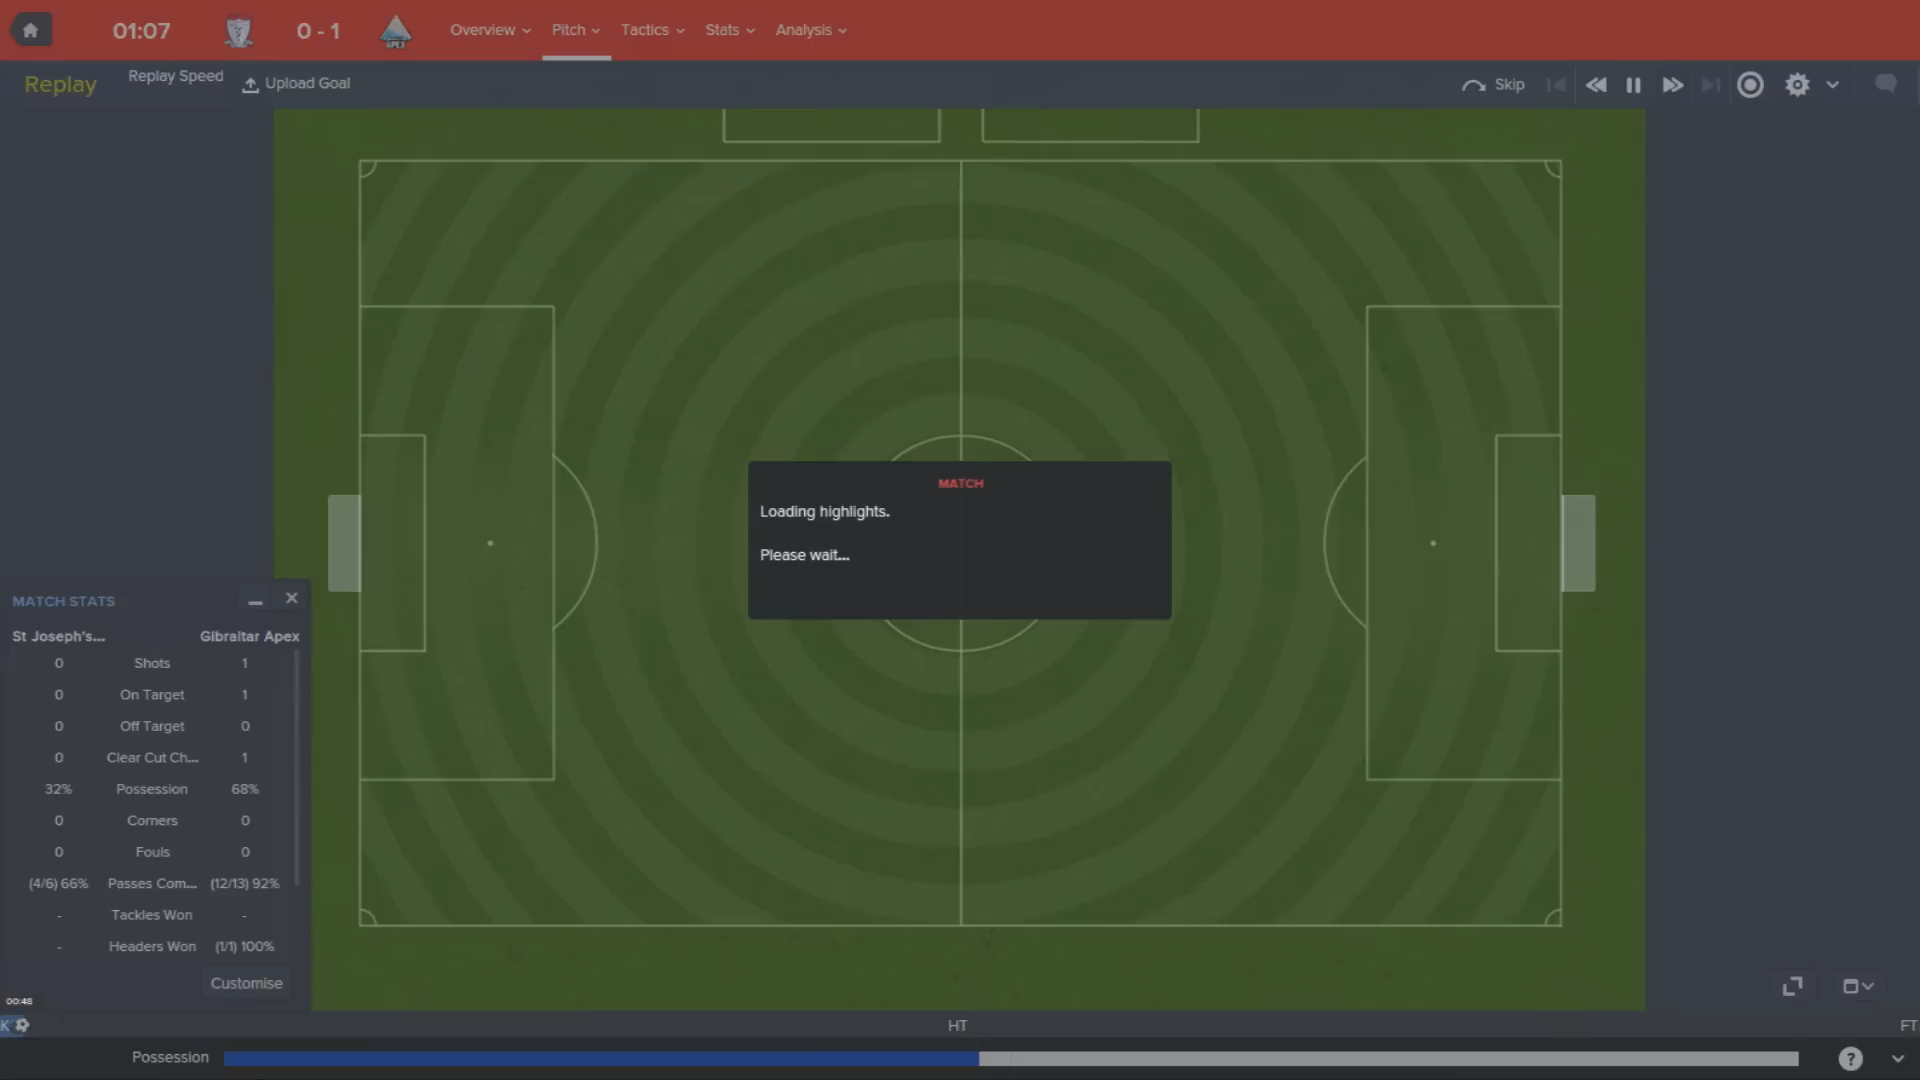 01:07
0 - 1
APEX
Overview
Pitch
Tactics
Stats
Analysis
Replay
Replay Speed
Upload Goal
Skip
MATCH
Loading highlights.
Please wait...
MATCH STATS
St Joseph's... Gibraltar Apex
0 Shots 1
0 On Target 1
0 Off Target 0
0 Clear Cut Ch... 1
32% Possession 68%
0 Corners 0
0 Fouls 0
(4/6) 66% Passes Com... (12/13) 92%
- Tackles Won -
- Headers Won (1/1) 100%
Customise
00:48
K
HT
FT
Possession
?